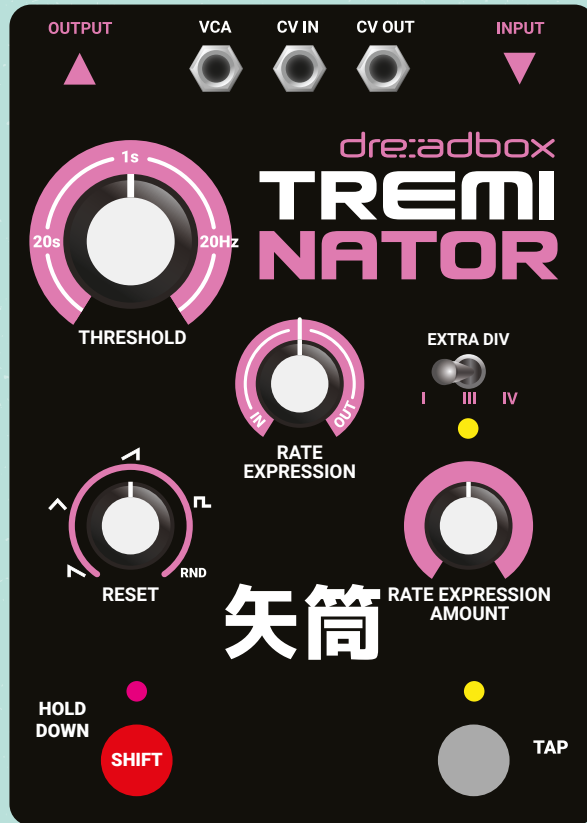 OUTPUT
VCA
CV IN
CV OUT
INPUT
dreadbox
TREMI
NATOR
1s
20s
20Hz
THRESHOLD
EXTRA DIV
I III IV
IN
OUT
RATE
EXPRESSION
RND
RESET
RATE EXPRESSION
AMOUNT
矢筒
HOLD
DOWN
SHIFT
TAP